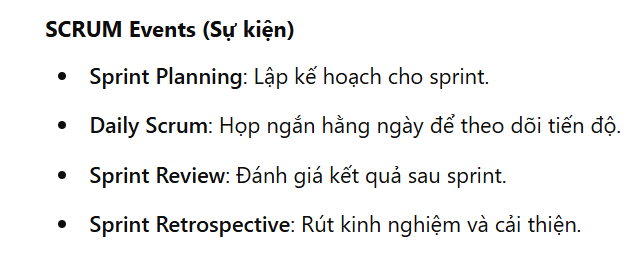 SCRUM Events (Sự kiện)
• Sprint Planning: Lập kế hoạch cho sprint.
• Daily Scrum: Họp ngắn hằng ngày để theo dõi tiến độ.
• Sprint Review: Đánh giá kết quả sau sprint.
• Sprint Retrospective: Rút kinh nghiệm và cải thiện.